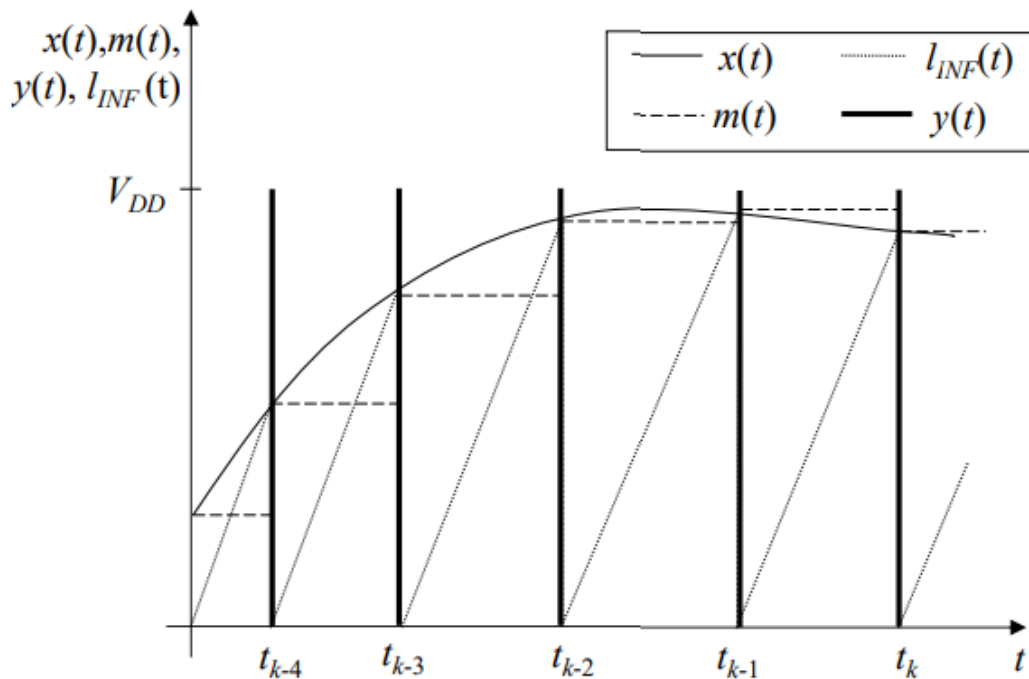 x(t),m(t),
y(t), l_INF (t)
x(t) l_INF(t)
m(t) y(t)
V_DD
t_k-4 t_k-3 t_k-2 t_k-1 t_k t